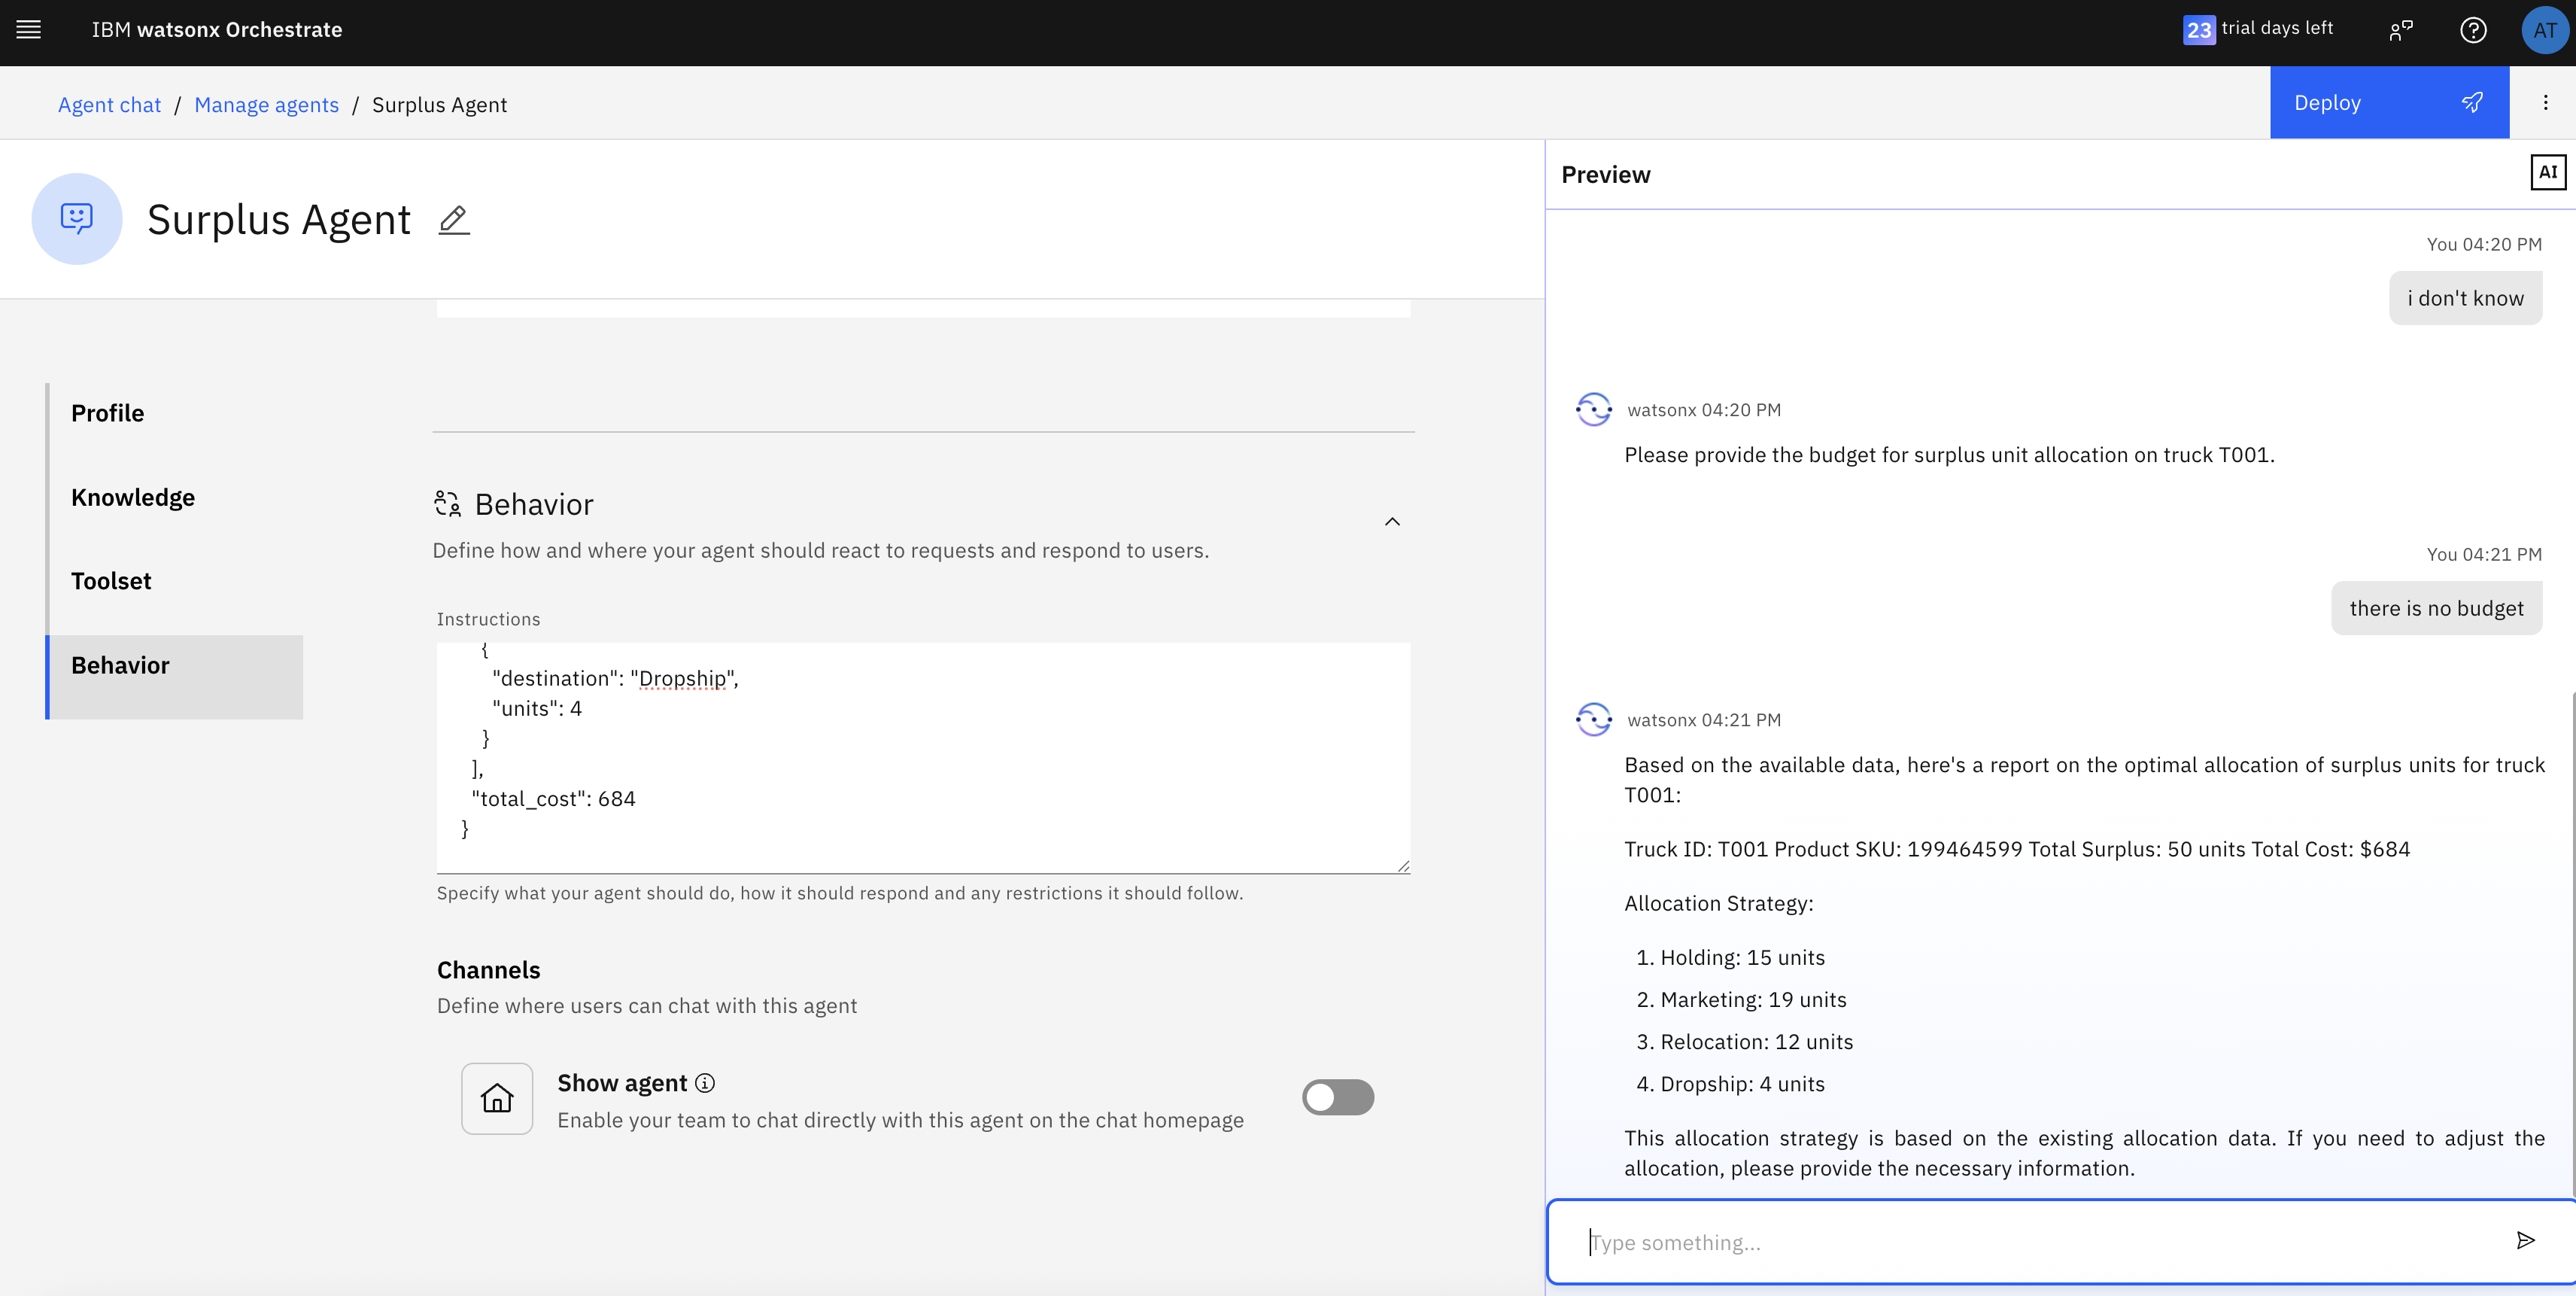 IBM watsonx Orchestrate
23 trial days left
AT
Agent chat / Manage agents / Surplus Agent
Deploy
Surplus Agent
Profile
Knowledge
Toolset
Behavior
Behavior
Define how and where your agent should react to requests and respond to users.
Instructions
{
"destination": "Dropship",
"units": 4
}
],
"total_cost": 684
}
Specify what your agent should do, how it should respond and any restrictions it should follow.
Channels
Define where users can chat with this agent
Show agent
Enable your team to chat directly with this agent on the chat homepage
Preview
AI
You 04:20 PM
i don't know
watsonx 04:20 PM
Please provide the budget for surplus unit allocation on truck T001.
You 04:21 PM
there is no budget
watsonx 04:21 PM
Based on the available data, here's a report on the optimal allocation of surplus units for truck
T001:
Truck ID: T001 Product SKU: 199464599 Total Surplus: 50 units Total Cost: $684
Allocation Strategy:
1. Holding: 15 units
2. Marketing: 19 units
3. Relocation: 12 units
4. Dropship: 4 units
This allocation strategy is based on the existing allocation data. If you need to adjust the
allocation, please provide the necessary information.
Type something...